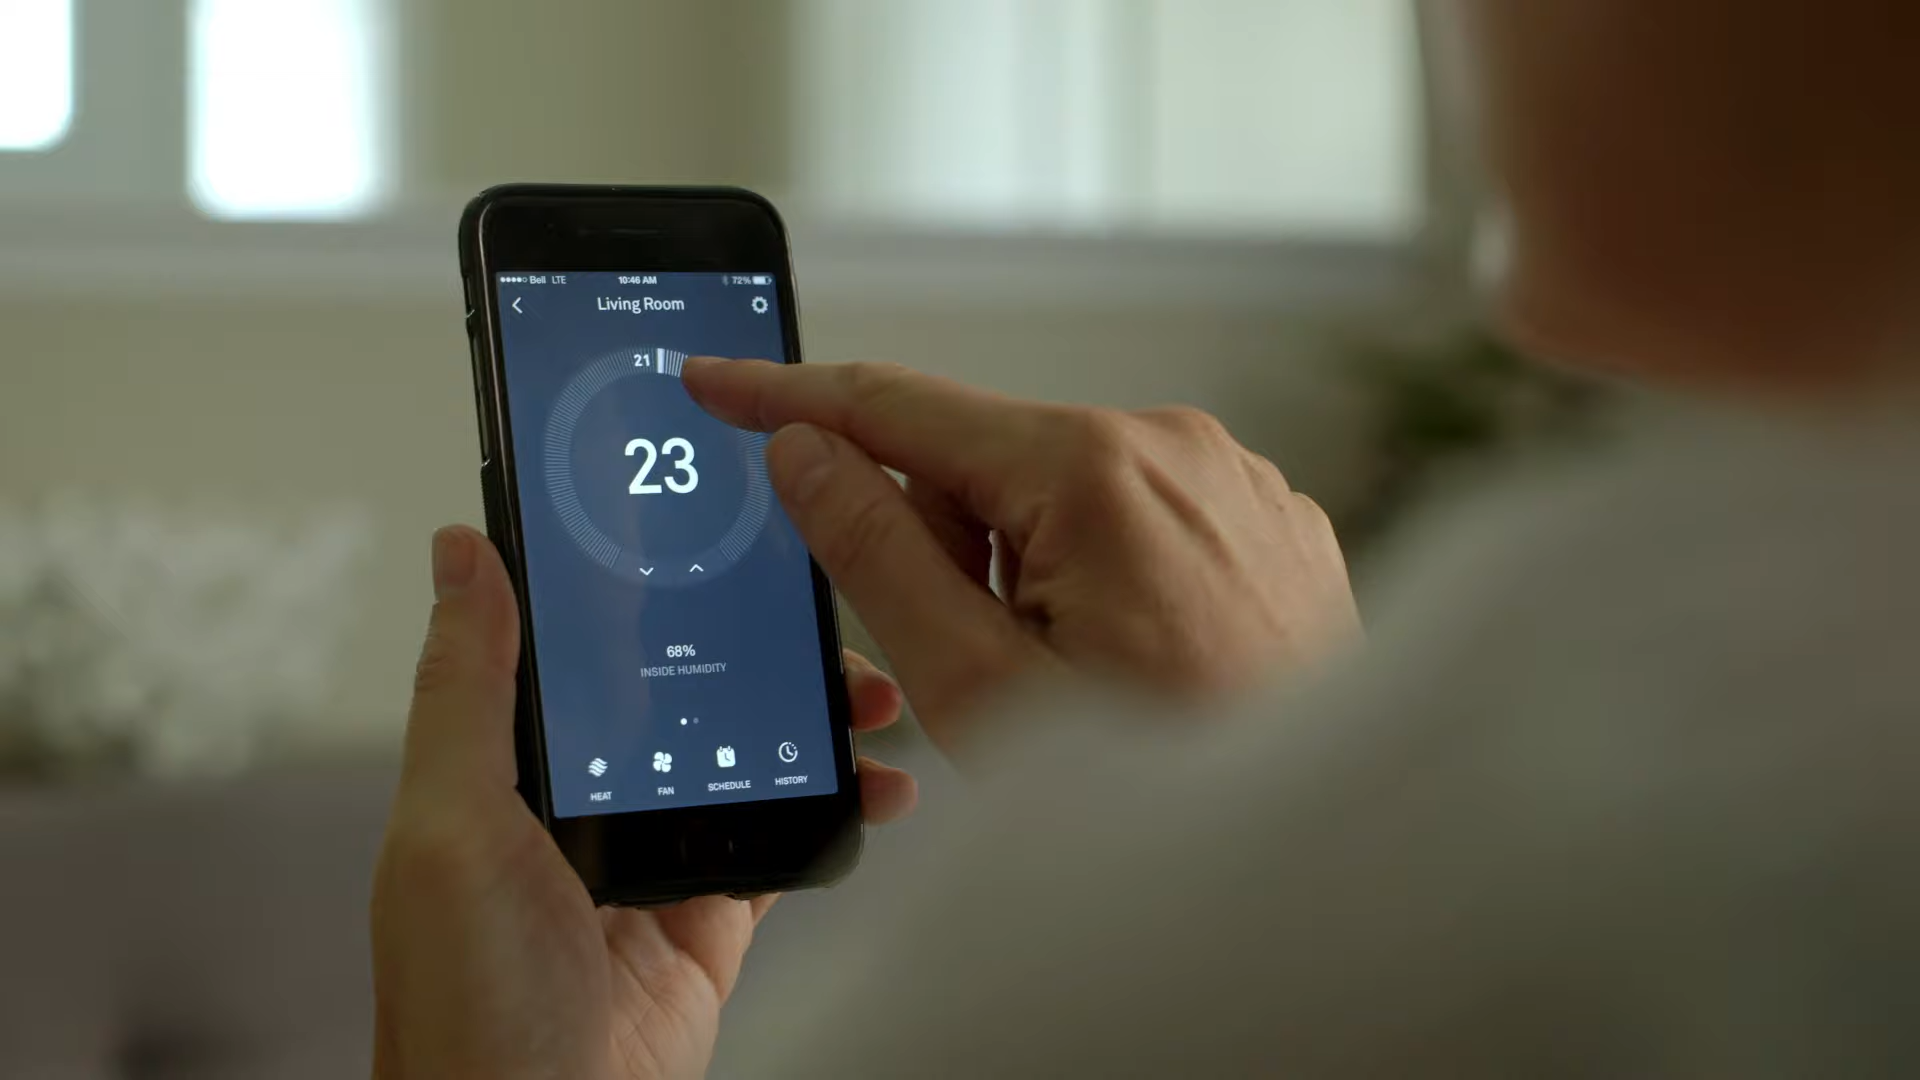 Bell LTE 10:46 AM 72%
Living Room
21
23
68%
INSIDE HUMIDITY
HEAT FAN SCHEDULE HISTORY